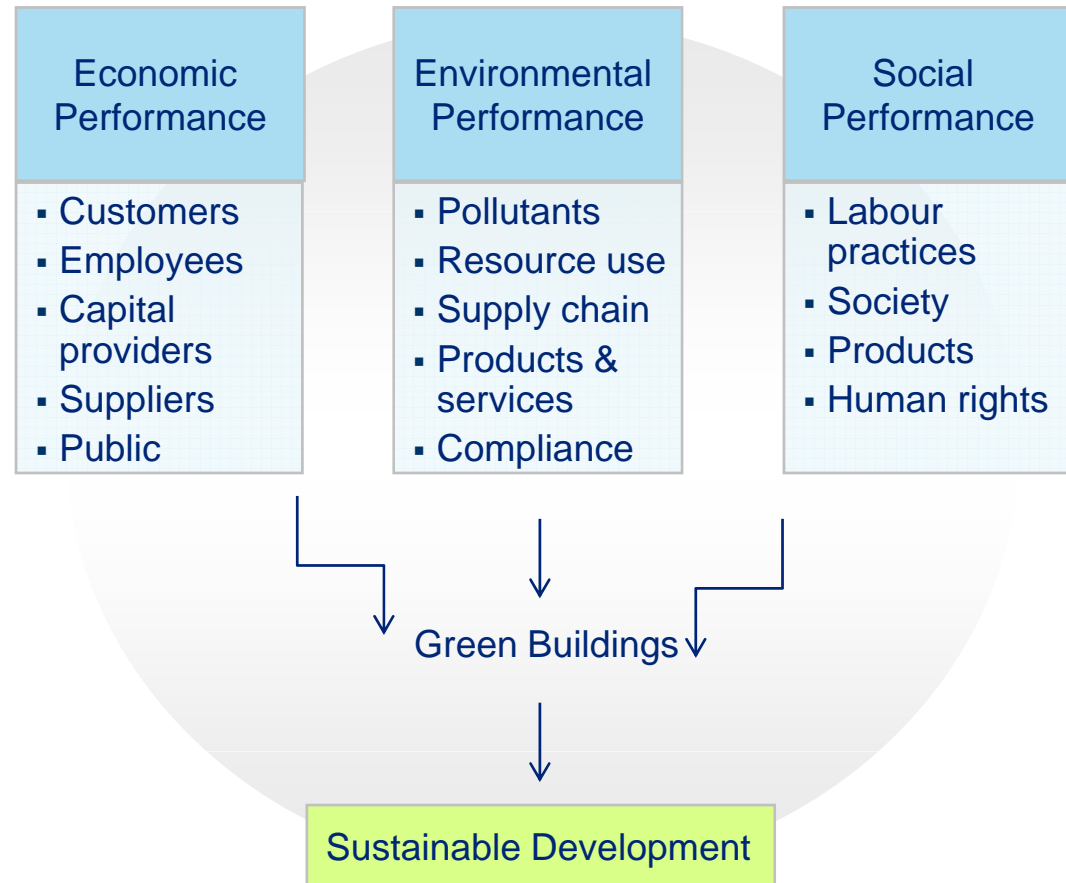 Economic
Performance
▪ Customers
▪ Employees
▪ Capital
providers
▪ Suppliers
▪ Public
Environmental
Performance
▪ Pollutants
▪ Resource use
▪ Supply chain
▪ Products &
services
▪ Compliance
Social
Performance
▪ Labour
practices
▪ Society
▪ Products
▪ Human rights
Green Buildings
Sustainable Development